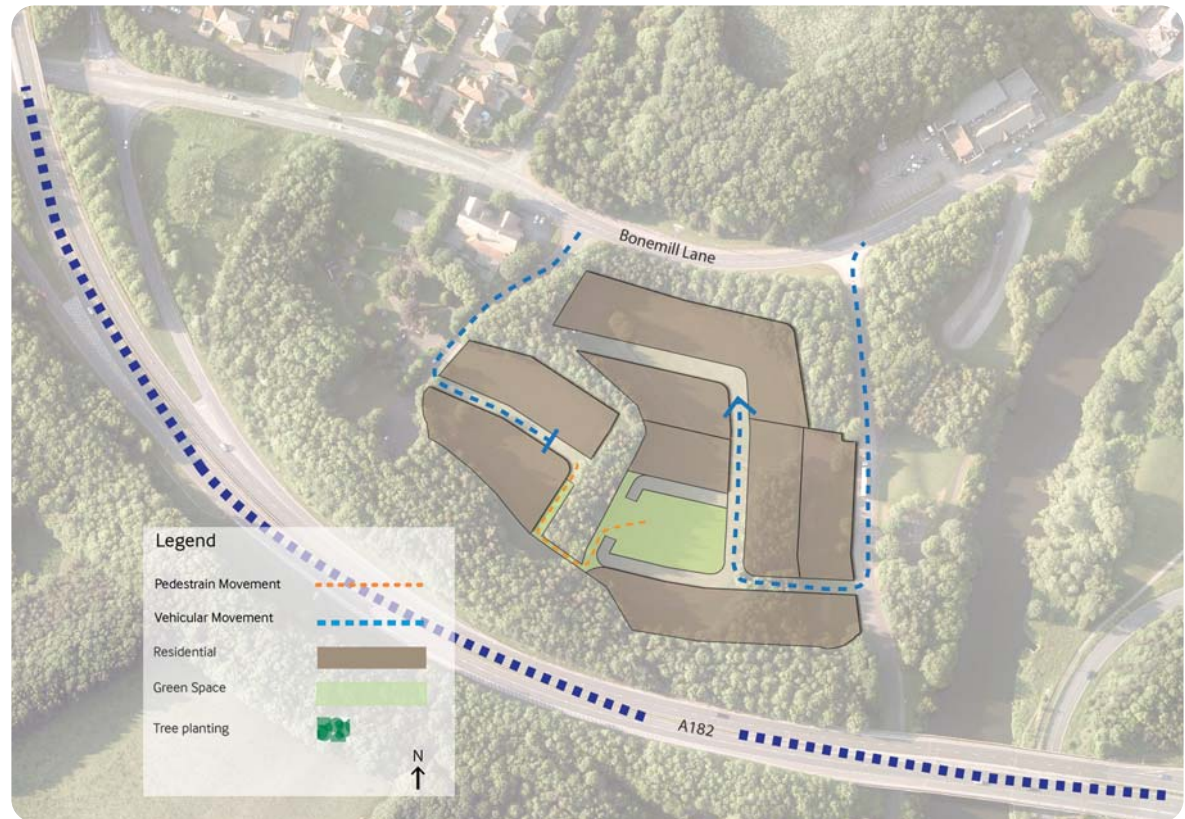 Bonemill Lane
Legend
Pedestrain Movement
Vehicular Movement
Residential
Green Space
Tree planting
N
A182